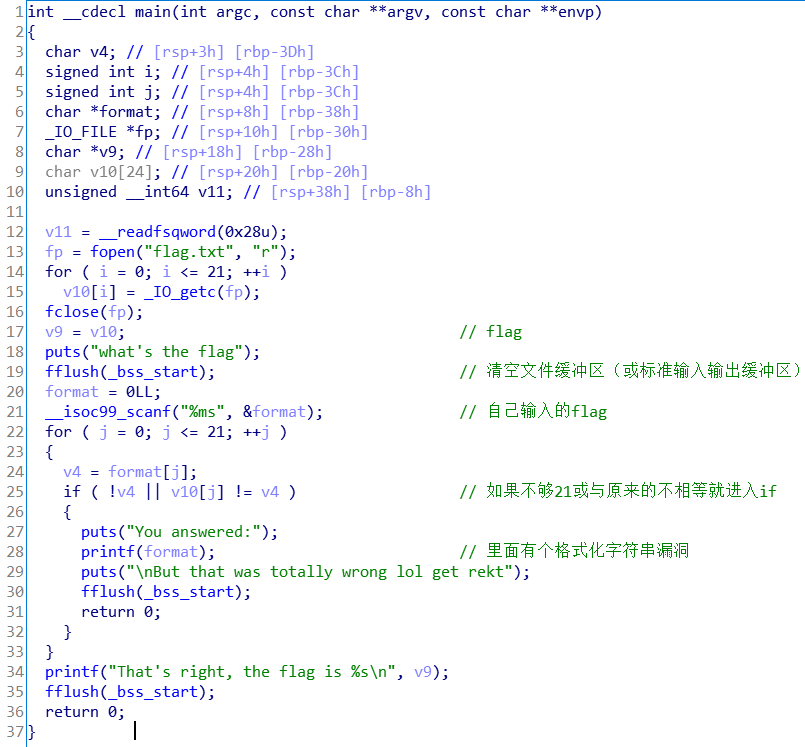 1 int __cdecl main(int argc, const char **argv, const char **envp)
2 {
3   char v4; // [rsp+3h] [rbp-3Dh]
4   signed int i; // [rsp+4h] [rbp-3Ch]
5   signed int j; // [rsp+4h] [rbp-3Ch]
6   char *format; // [rsp+8h] [rbp-38h]
7   _IO_FILE *fp; // [rsp+10h] [rbp-30h]
8   char *v9; // [rsp+18h] [rbp-28h]
9   char v10[24]; // [rsp+20h] [rbp-20h]
10   unsigned __int64 v11; // [rsp+38h] [rbp-8h]
11
12   v11 = __readfsqword(0x28u);
13   fp = fopen("flag.txt", "r");
14   for ( i = 0; i <= 21; ++i )
15     v10[i] = _IO_getc(fp);
16   fclose(fp);
17   v9 = v10;                                  // flag
18   puts("what's the flag");
19   fflush(_bss_start);                        // 清空文件缓冲区（或标准输入输出缓冲区）
20   format = 0LL;
21   __isoc99_scanf("%ms", &format);            // 自己输入的flag
22   for ( j = 0; j <= 21; ++j )
23   {
24     v4 = format[j];
25     if ( !v4 || v10[j] != v4 )               // 如果不够21或与原来的不相等就进入if
26     {
27       puts("You answered:");
28       printf(format);                        // 里面有个格式化字符串漏洞
29       puts("\nBut that was totally wrong lol get rekt");
30       fflush(_bss_start);
31       return 0;
32     }
33   }
34   printf("That's right, the flag is %s\n", v9);
35   fflush(_bss_start);
36   return 0;
37 }